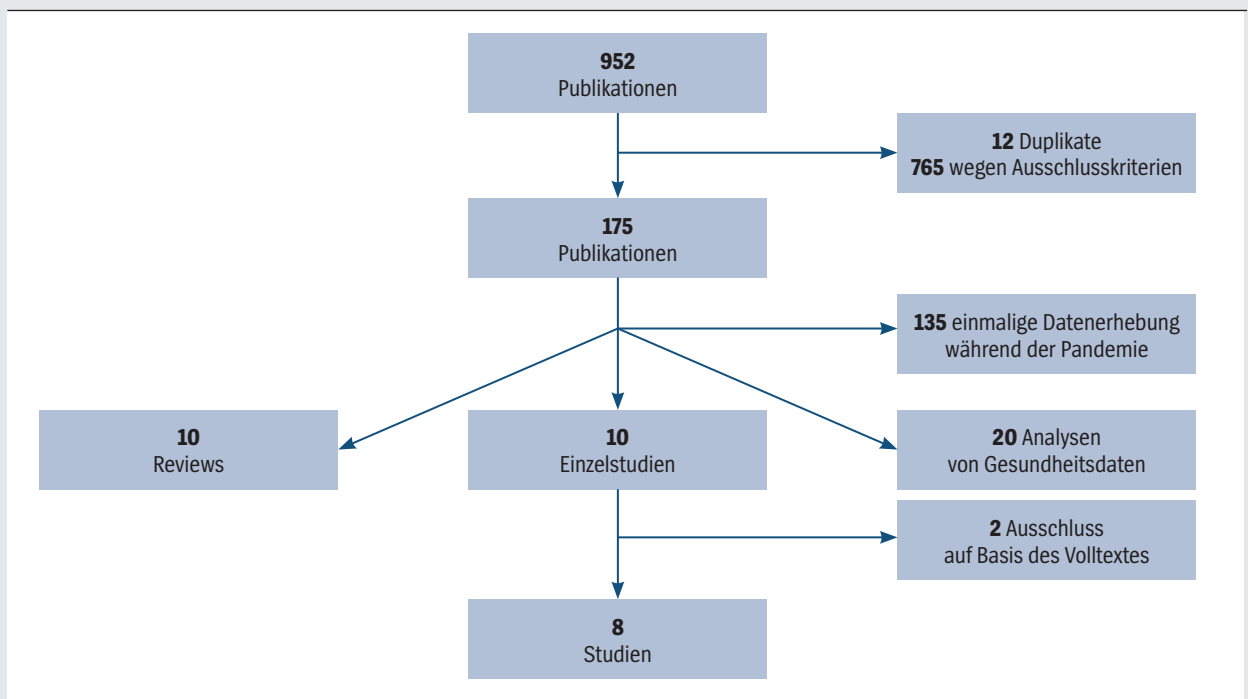 952
Publikationen
12 Duplikate
765 wegen Ausschlusskriterien
175
Publikationen
135 einmalige Datenerhebung
während der Pandemie
10
Reviews
10
Einzelstudien
20 Analysen
von Gesundheitsdaten
2 Ausschluss
auf Basis des Volltextes
8
Studien